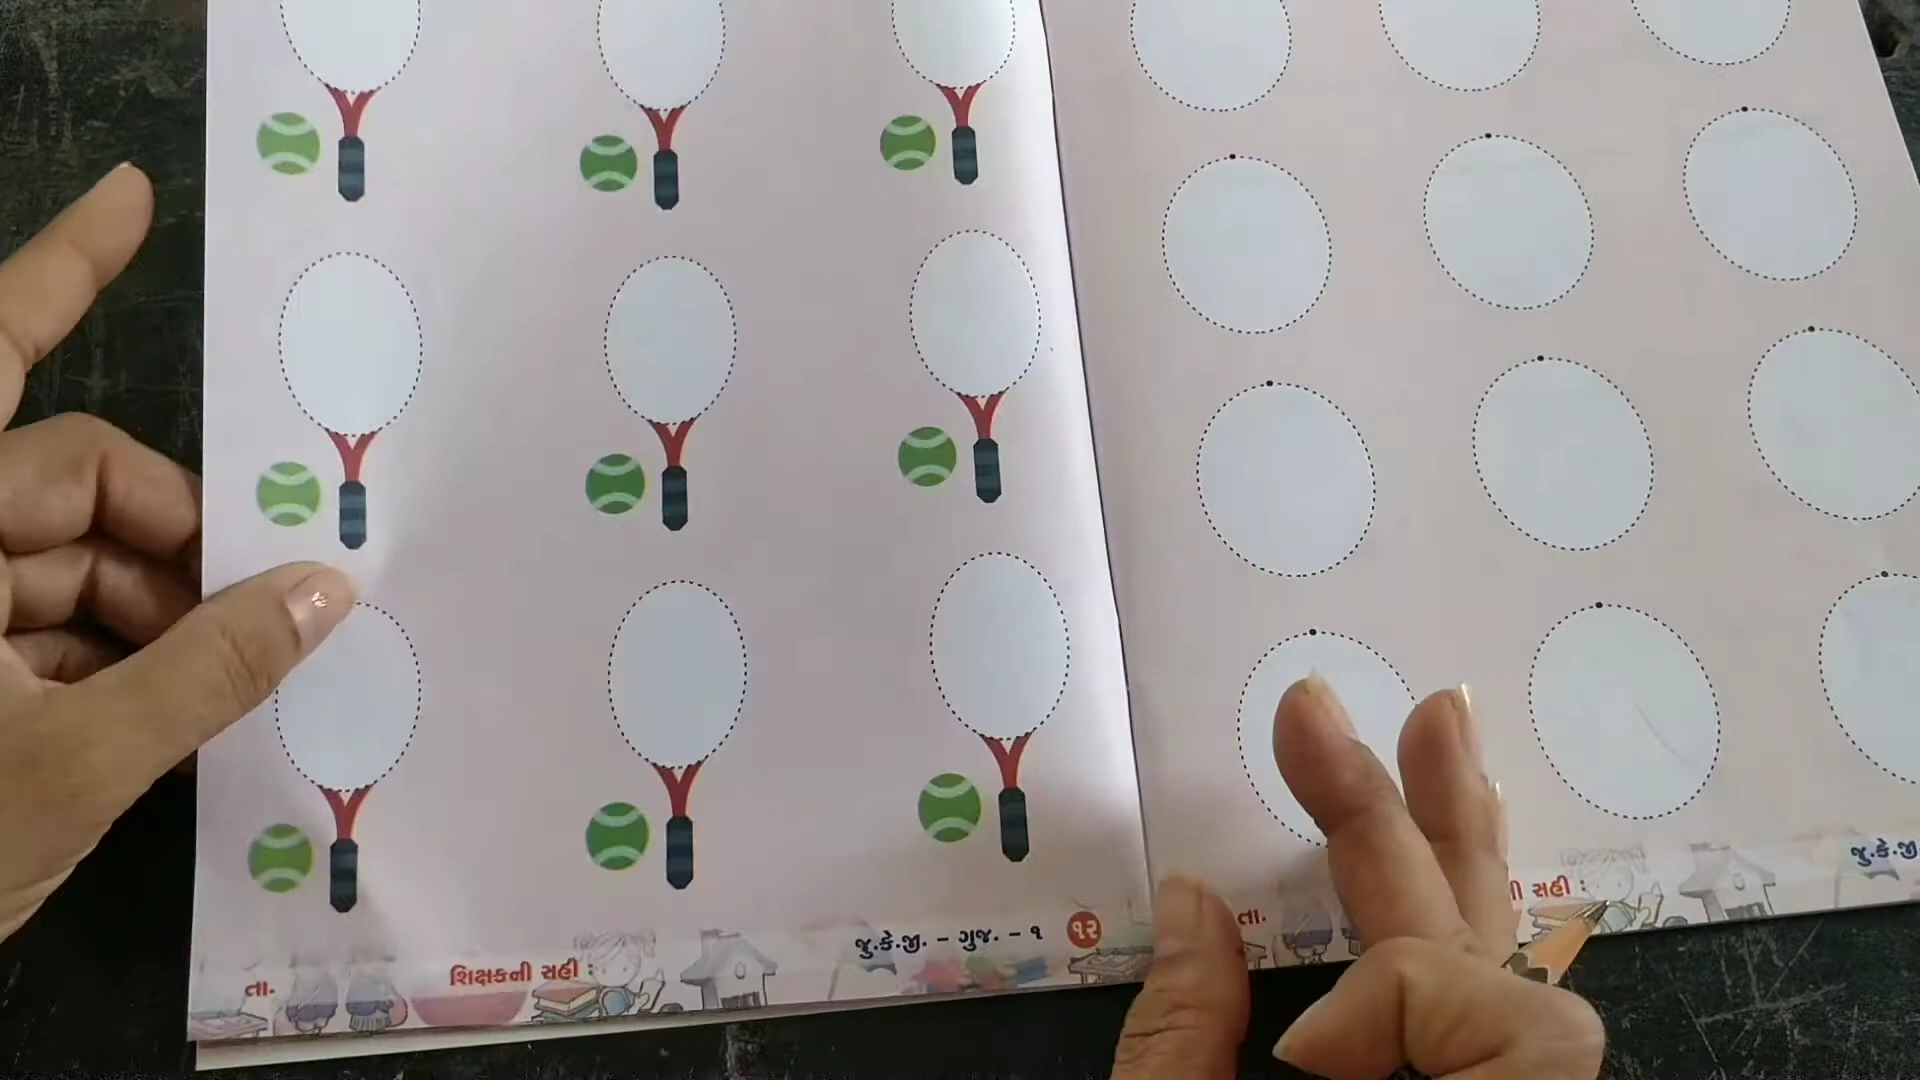 તા.
શિક્ષકની સહી :
જુ.કે.જી. - ગુજ. - ૧
૧૨
તા.
સહી :
જુ.કે.જી.